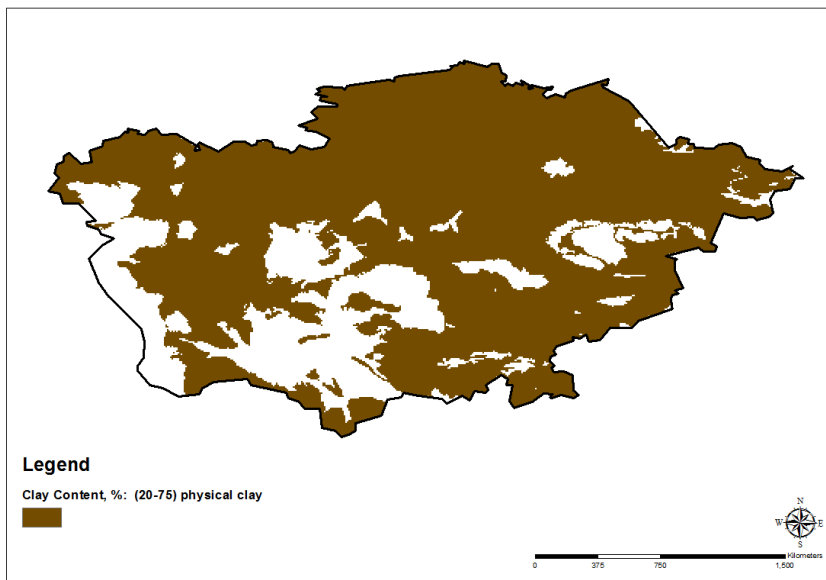 Legend
Clay Content, %: (20-75) physical clay
N
W E
S
Kilometers
0 375 750 1,500